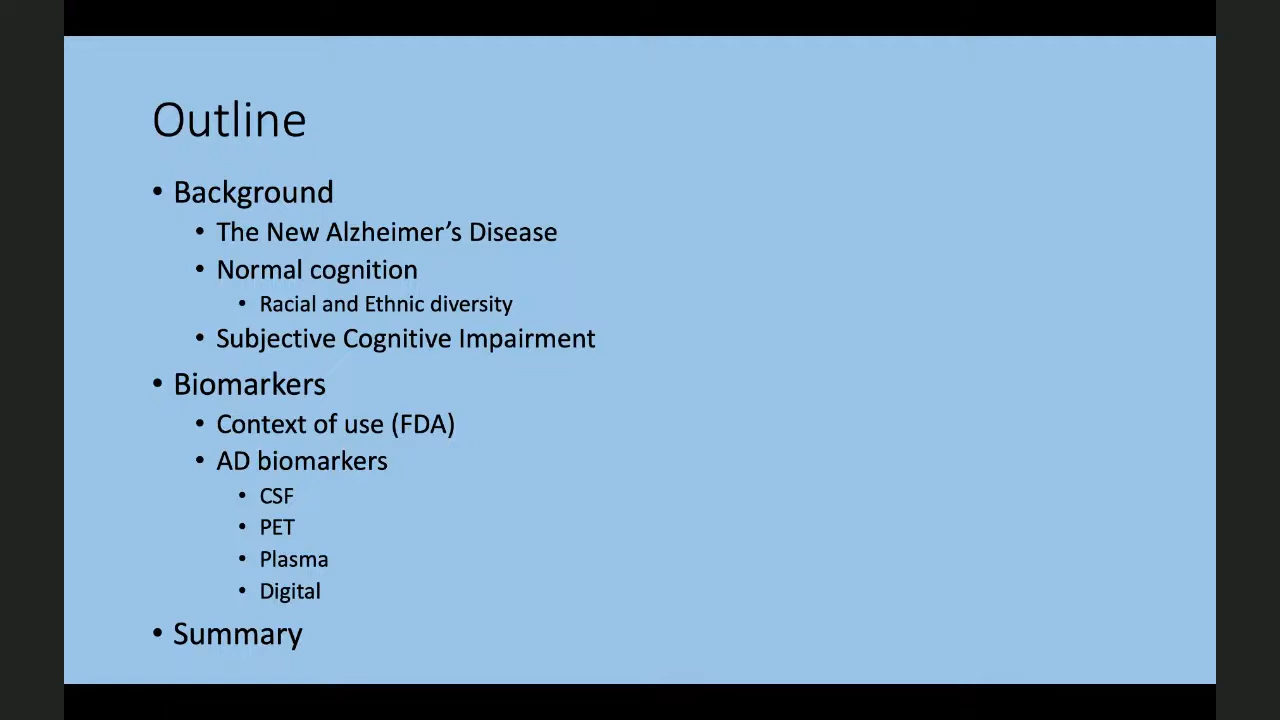 Outline
• Background
• The New Alzheimer’s Disease
• Normal cognition
• Racial and Ethnic diversity
• Subjective Cognitive Impairment
• Biomarkers
• Context of use (FDA)
• AD biomarkers
• CSF
• PET
• Plasma
• Digital
• Summary